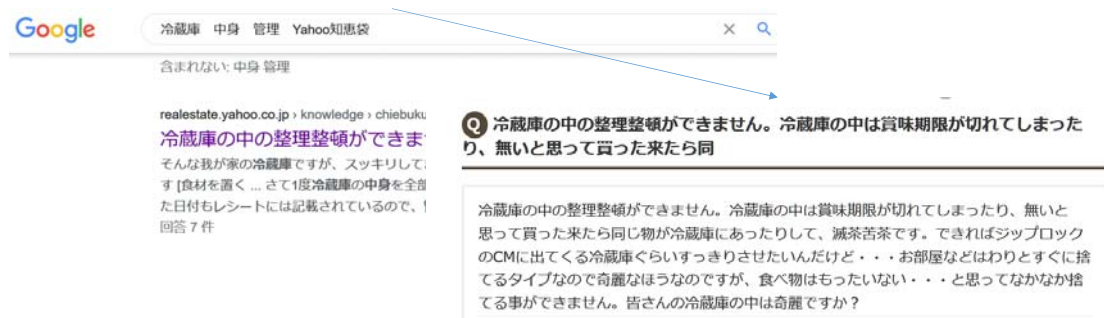 Google
冷蔵庫 中身 管理 Yahoo知恵袋
含まれない: 中身 管理
realestate.yahoo.co.jp › knowledge › chiebuku
冷蔵庫の中の整理整頓ができま
そんな我が家の冷蔵庫ですが、スッキリして
す [食材を置く ... さて1度冷蔵庫の中身を全部
た日付もレシートには記載されているので、
回答 7 件
Q 冷蔵庫の中の整理整頓ができません。冷蔵庫の中は賞味期限が切れてしまった
り、無いと思って買った来たら同
冷蔵庫の中の整理整頓ができません。冷蔵庫の中は賞味期限が切れてしまったり、無いと
思って買った来たら同じ物が冷蔵庫にあったりして、滅茶苦茶です。できればジップロック
のCMに出てくる冷蔵庫ぐらいすっきりさせたいんだけど・・・お部屋などはわりとすぐに捨
てるタイプなので奇麗なほうなのですが、食べ物はもったいない・・・と思ってなかなか捨
てる事ができません。皆さんの冷蔵庫の中は奇麗ですか？